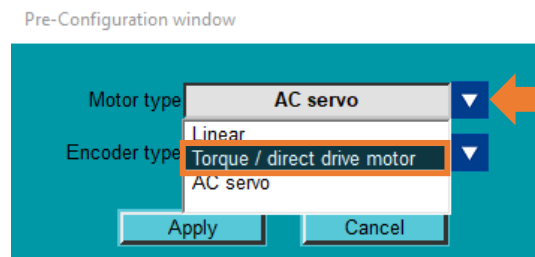 Pre-Configuration window
Motor type AC servo
Linear
Encoder type Torque / direct drive motor
AC servo
Apply Cancel